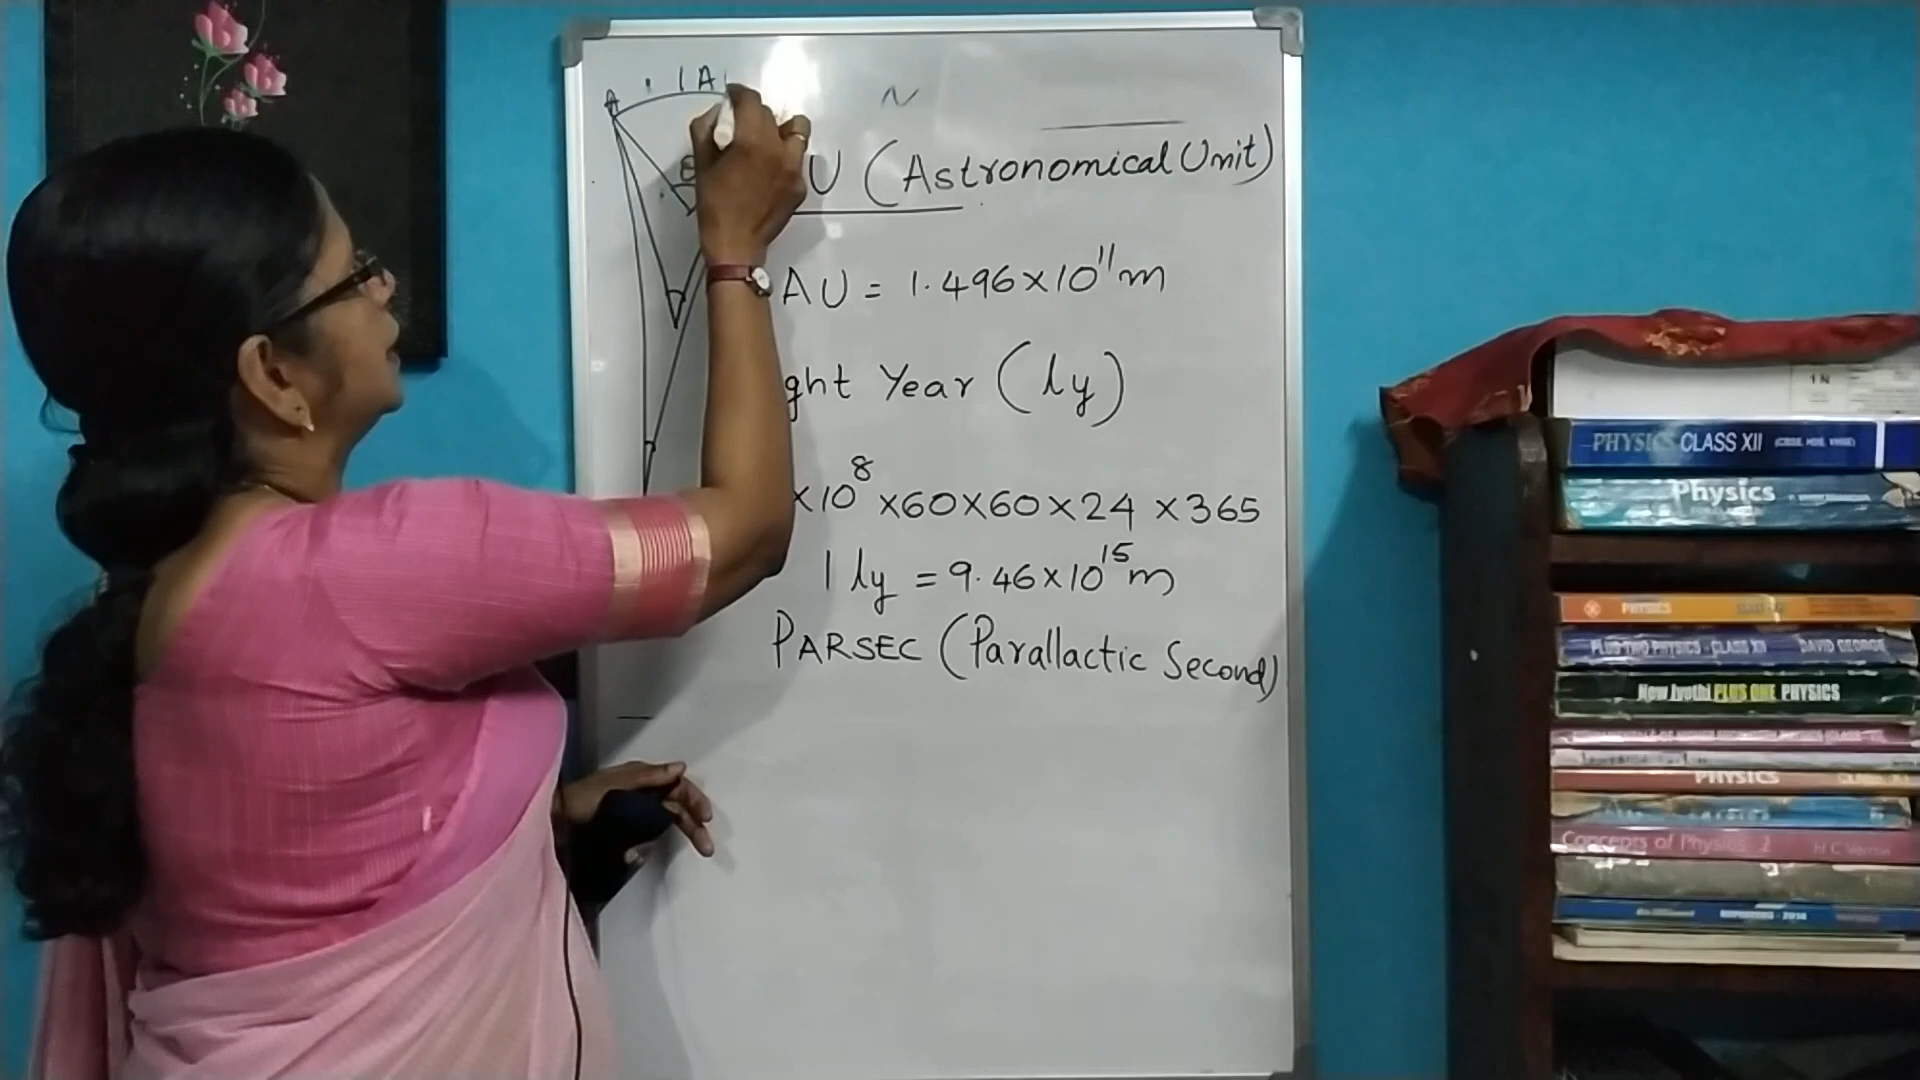 1 A
A
U (Astronomical Unit)
AU = 1.496×10¹¹m
ght Year (ly)
×10⁸×60×60×24×365
1 ly = 9.46×10¹⁵m
PARSEC (Parallactic Second)
1 N
PHYSICS CLASS XII
Physics
PHYSICS
PLUS TWO PHYSICS - CLASS XII DAVID GEORGE
New Jyothi PLUS ONE PHYSICS
PHYSICS
Concepts of Physics 2 H C Verma